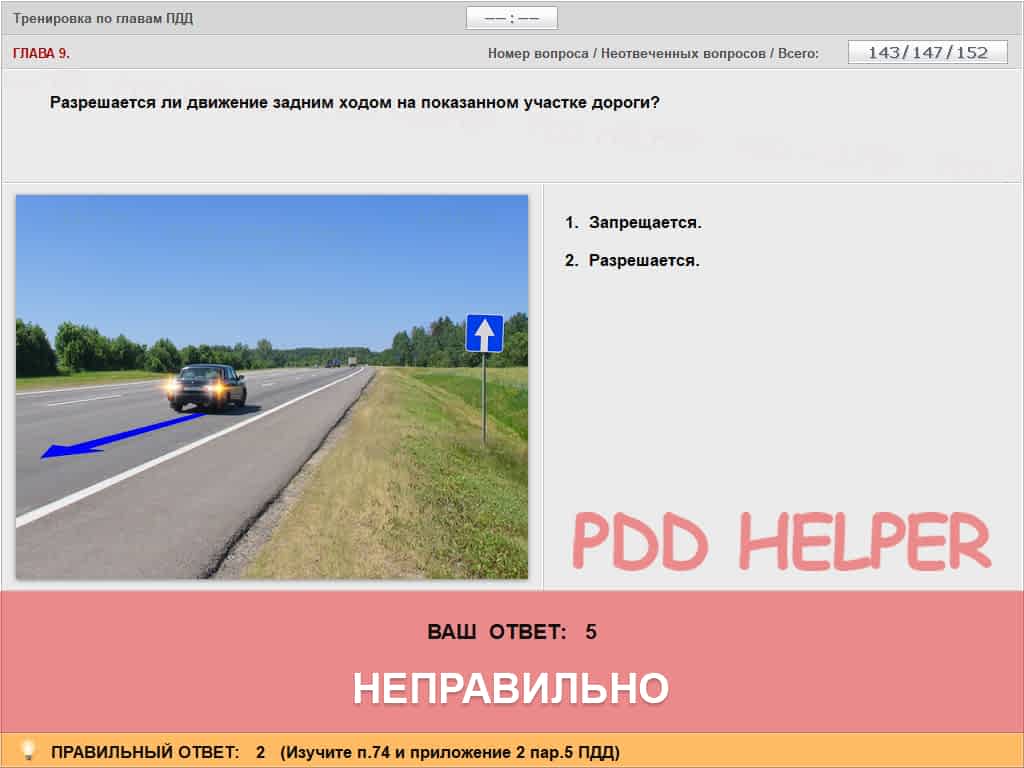 Тренировка по главам ПДД
—— : ——
ГЛАВА 9.
Номер вопроса / Неотвеченных вопросов / Всего:
143/147/152
Разрешается ли движение задним ходом на показанном участке дороги?
1. Запрещается.
2. Разрешается.
PDD HELPER
ВАШ ОТВЕТ: 5
НЕПРАВИЛЬНО
ПРАВИЛЬНЫЙ ОТВЕТ: 2 (Изучите п.74 и приложение 2 пар.5 ПДД)